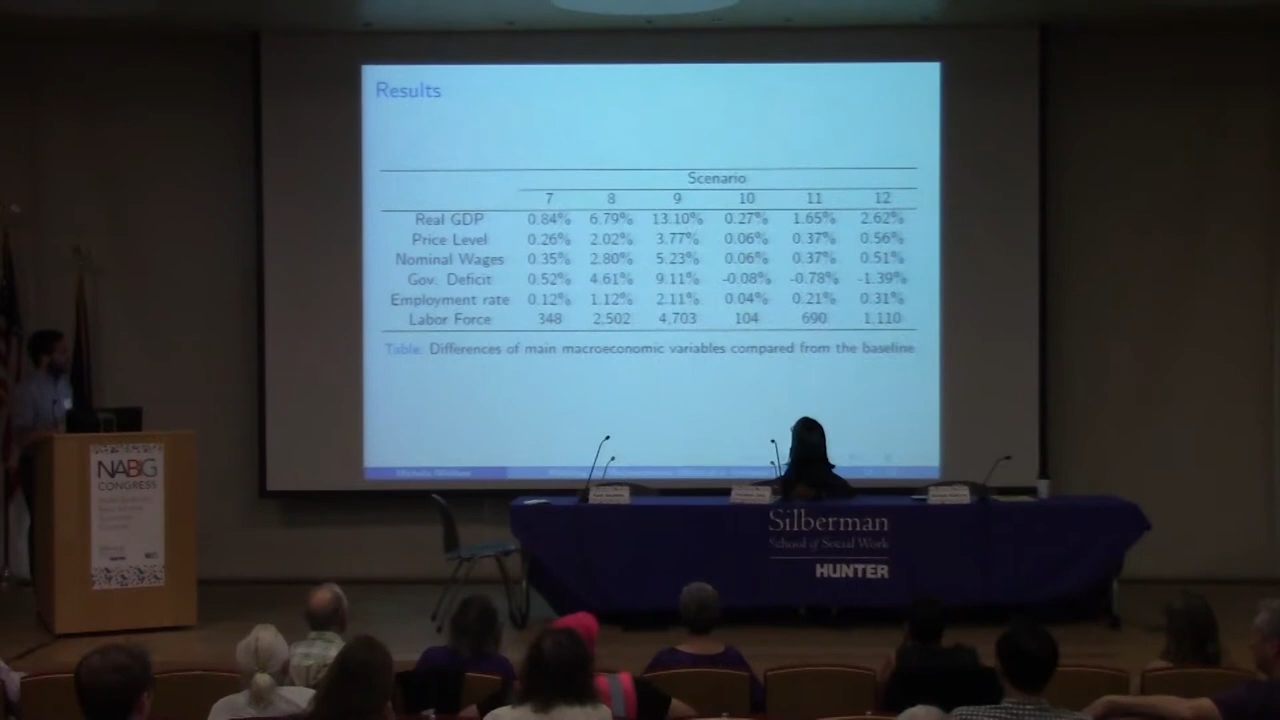 Results
Scenario
7 8 9 10 11 12
Real GDP 0.84% 6.79% 13.10% 0.27% 1.65% 2.62%
Price Level 0.26% 2.02% 3.77% 0.06% 0.37% 0.56%
Nominal Wages 0.35% 2.80% 5.23% 0.06% 0.37% 0.51%
Gov. Deficit 0.52% 4.61% 9.11% -0.08% -0.78% -1.39%
Employment rate 0.12% 1.12% 2.11% 0.04% 0.21% 0.31%
Labor Force 348 2,502 4,703 104 690 1,110
Table: Differences of main macroeconomic variables compared from the baseline
NABIG
CONGRESS
Silberman
School of Social Work
HUNTER